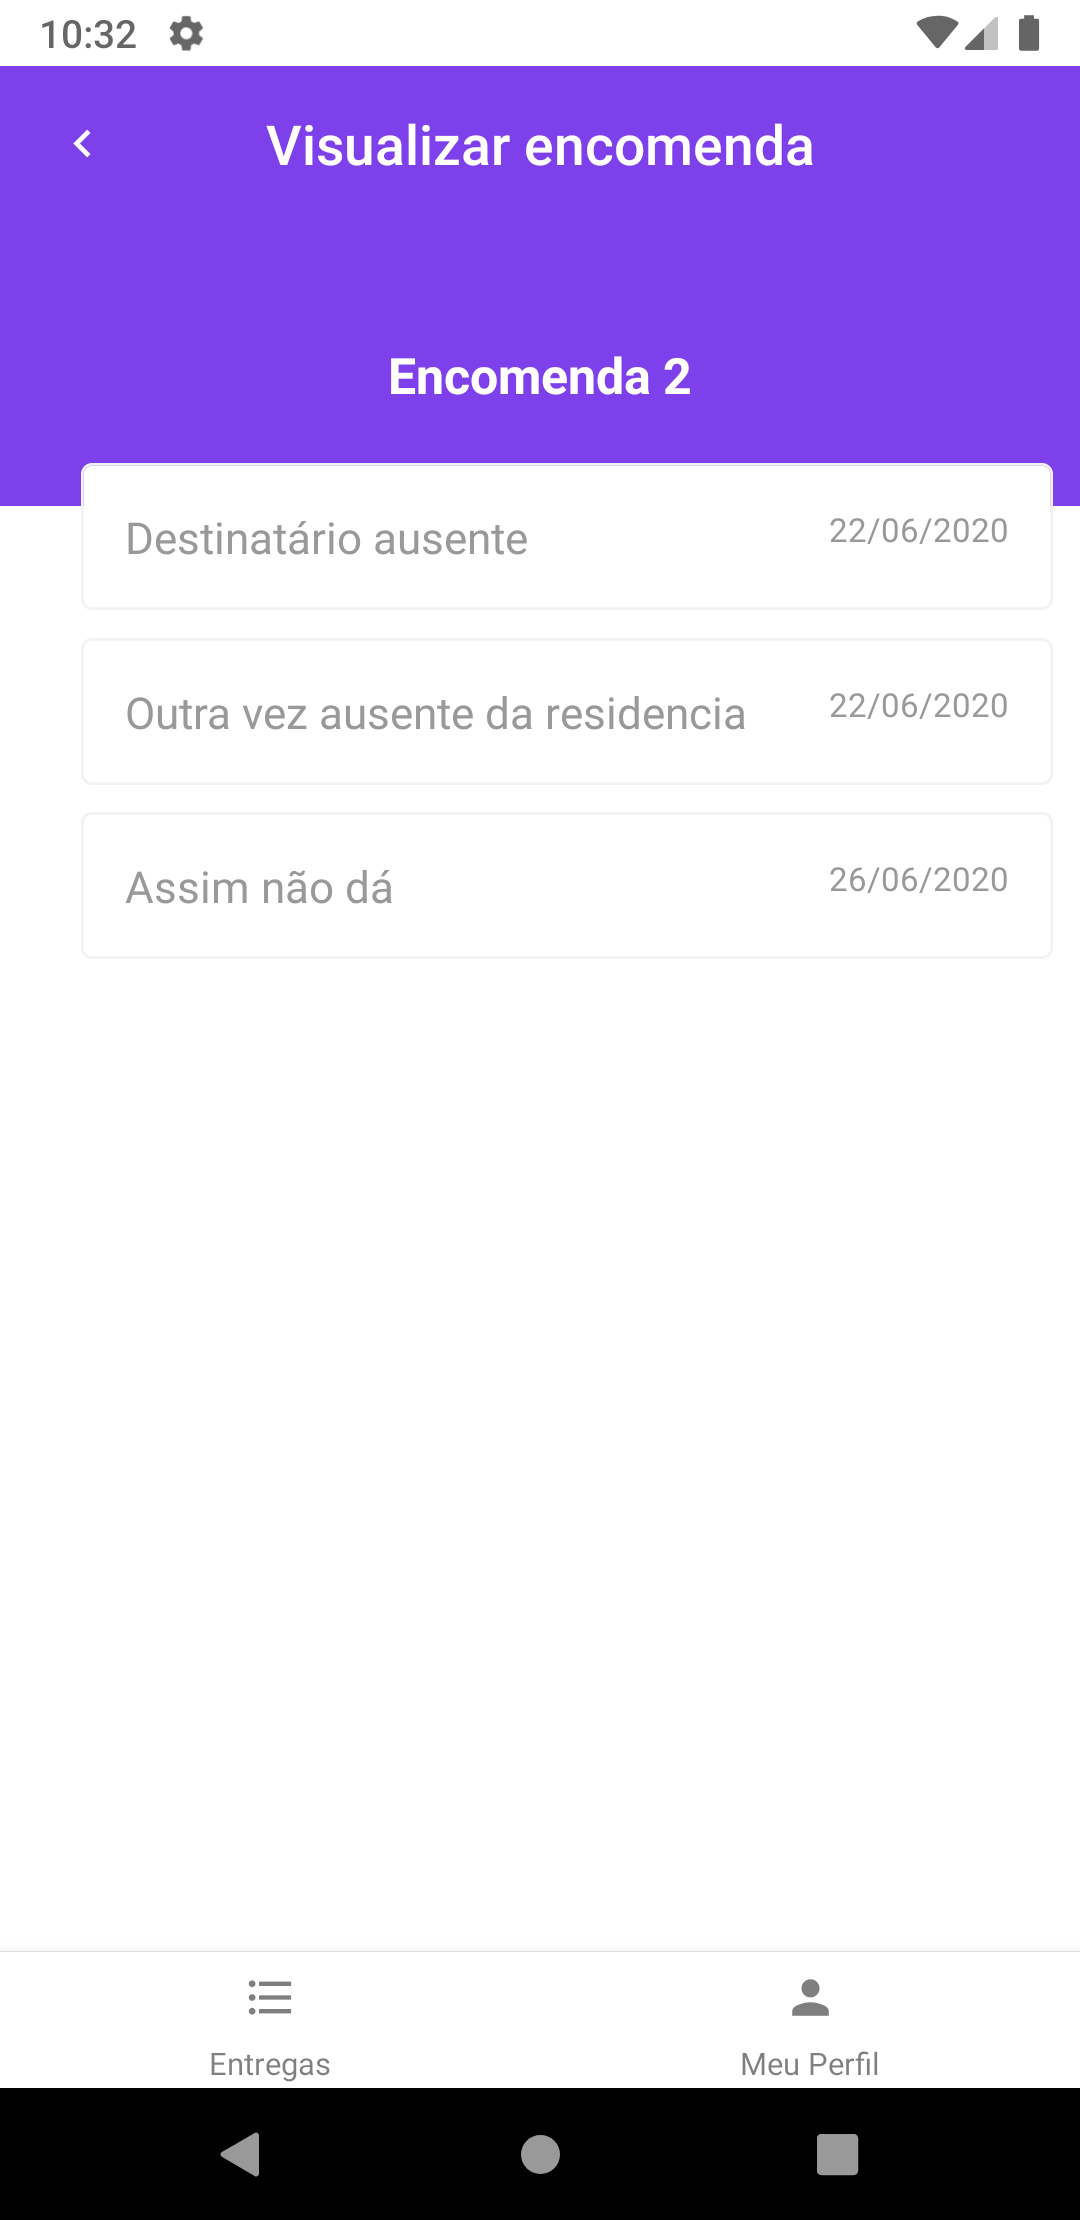 10:32
Visualizar encomenda
Encomenda 2
Destinatário ausente 22/06/2020
Outra vez ausente da residencia 22/06/2020
Assim não dá 26/06/2020
Entregas Meu Perfil